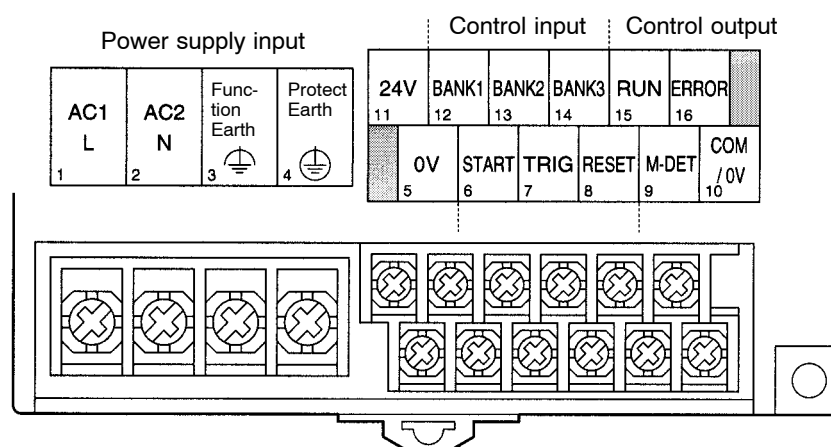 Power supply input
Control input
Control output
AC1
L
1
AC2
N
2
Func-
tion
Earth
3
Protect
Earth
4
24V
11
BANK1
12
BANK2
13
BANK3
14
RUN
15
ERROR
16
0V
5
START
6
TRIG
7
RESET
8
M-DET
9
COM
/ 0V
10